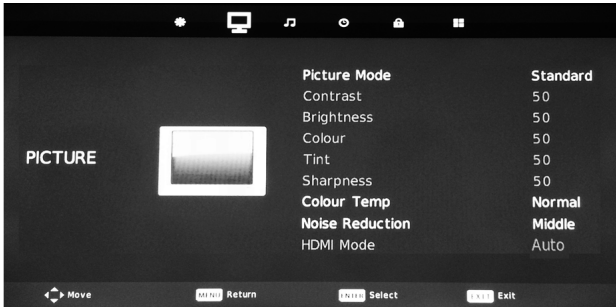 Picture Mode Standard
Contrast 50
Brightness 50
Colour 50
PICTURE Tint 50
Sharpness 50
Colour Temp Normal
Noise Reduction Middle
HDMI Mode Auto
Move MENU Return ENTER Select EXIT Exit